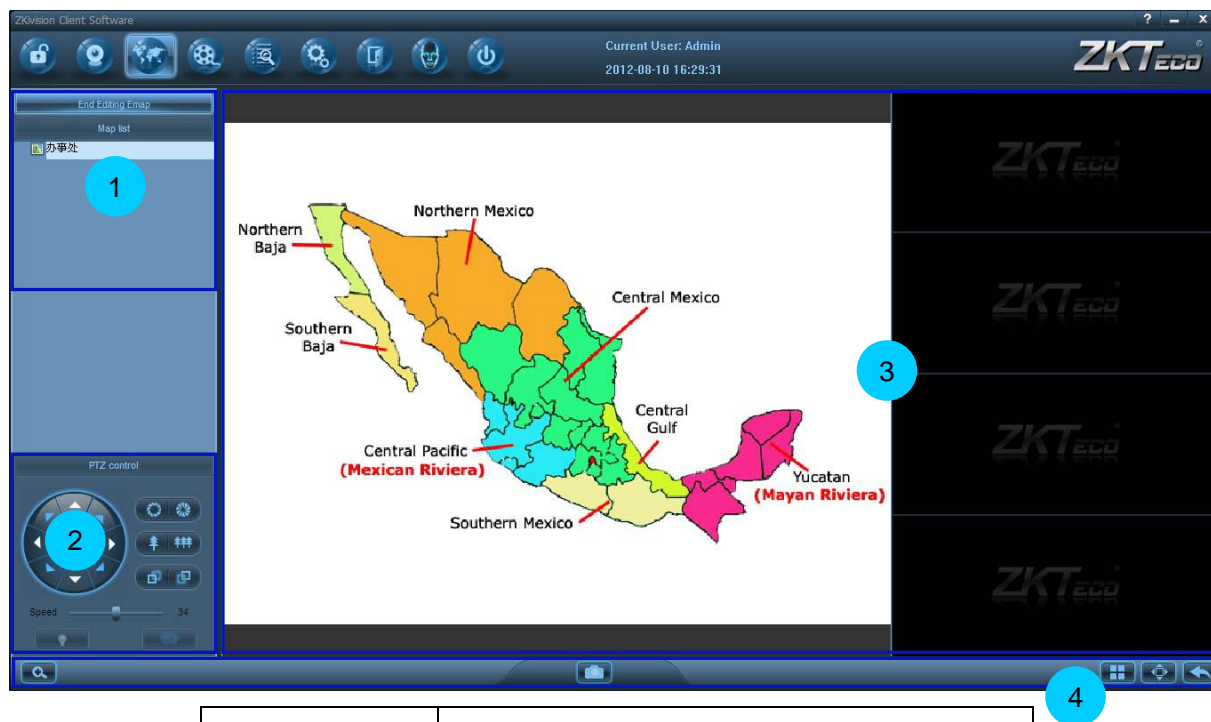 ZKivision Client Software
? – x
Current User: Admin
2012-08-10 16:29:31
ZKTeco®
End Editing Emap
Map list
办事处
1
Northern Mexico
Northern
Baja
Central Mexico
Southern
Baja
3
Central
Gulf
Central Pacific
(Mexican Riviera)
Yucatan
(Mayan Riviera)
Southern Mexico
ZKTeco
ZKTeco
ZKTeco
ZKTeco
PTZ control
2
Speed 34
4